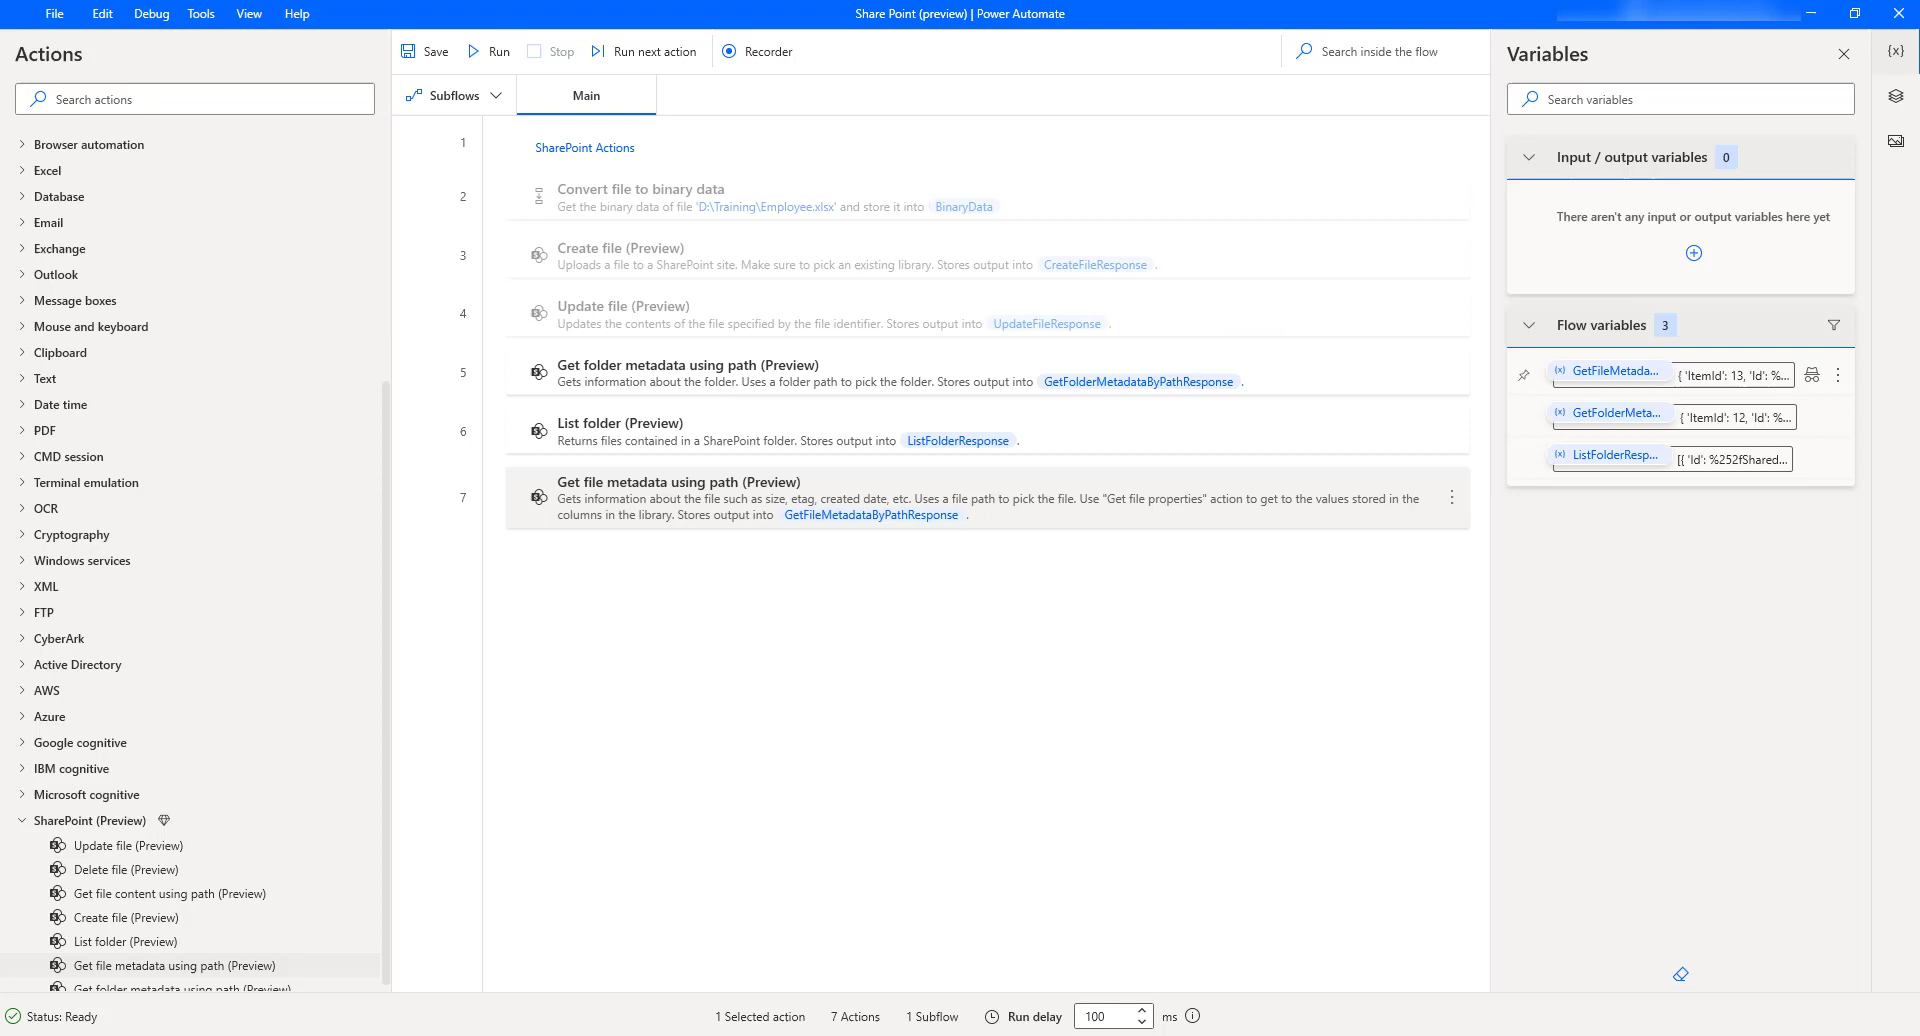 File Edit Debug Tools View Help
Share Point (preview) | Power Automate
Actions
Search actions
Browser automation
Excel
Database
Email
Exchange
Outlook
Message boxes
Mouse and keyboard
Clipboard
Text
Date time
PDF
CMD session
Terminal emulation
OCR
Cryptography
Windows services
XML
FTP
CyberArk
Active Directory
AWS
Azure
Google cognitive
IBM cognitive
Microsoft cognitive
SharePoint (Preview)
Update file (Preview)
Delete file (Preview)
Get file content using path (Preview)
Create file (Preview)
List folder (Preview)
Get file metadata using path (Preview)
Get folder metadata using path (Preview)
Save Run Stop Run next action Recorder
Search inside the flow
Subflows Main
1 SharePoint Actions
2 Convert file to binary data
Get the binary data of file 'D:\Training\Employee.xlsx' and store it into BinaryData
3 Create file (Preview)
Uploads a file to a SharePoint site. Make sure to pick an existing library. Stores output into CreateFileResponse .
4 Update file (Preview)
Updates the contents of the file specified by the file identifier. Stores output into UpdateFileResponse .
5 Get folder metadata using path (Preview)
Gets information about the folder. Uses a folder path to pick the folder. Stores output into GetFolderMetadataByPathResponse .
6 List folder (Preview)
Returns files contained in a SharePoint folder. Stores output into ListFolderResponse .
7 Get file metadata using path (Preview)
Gets information about the file such as size, etag, created date, etc. Uses a file path to pick the file. Use "Get file properties" action to get to the values stored in the
columns in the library. Stores output into GetFileMetadataByPathResponse .
Variables
{x}
Search variables
Input / output variables 0
There aren't any input or output variables here yet
Flow variables 3
(x) GetFileMetada... { 'ItemId': 13, 'Id': %...
(x) GetFolderMeta... { 'ItemId': 12, 'Id': %...
(x) ListFolderResp... [{ 'Id': %252fShared...
Status: Ready
1 Selected action 7 Actions 1 Subflow Run delay 100 ms